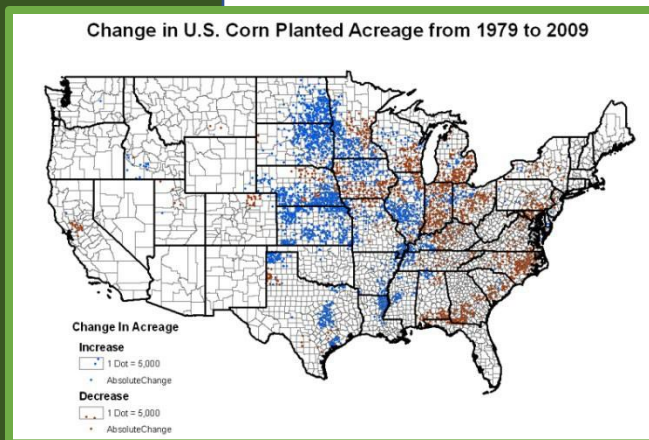 Change in U.S. Corn Planted Acreage from 1979 to 2009
Change In Acreage
Increase
1 Dot = 5,000
AbsoluteChange
Decrease
1 Dot = 5,000
AbsoluteChange